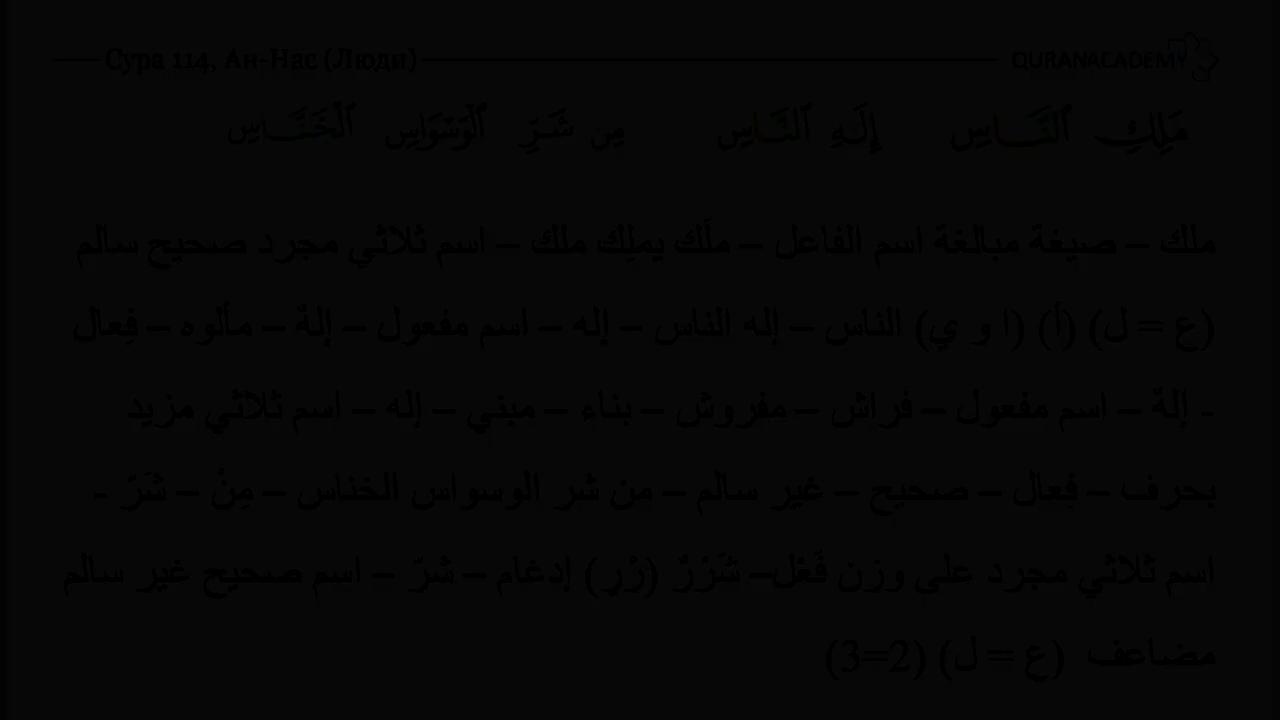 Сура 114, Ан-Нас (Люди)
QURANACADEMY
مَلِكِ ٱلنَّاسِ إِلَٰهِ ٱلنَّاسِ مِن شَرِّ ٱلْوَسْوَاسِ ٱلْخَنَّاسِ
ملك – صيغة مبالغة اسم الفاعل – ملَك يملِك ملك – اسم ثلاثي مجرد صحيح سالم
(ع = ل) (أ) (ا و ي) الناس – إله الناس – إله – اسم مفعول – إلهٌ – مألوه – فِعال
- إلهٌ – اسم مفعول – فراش – مفروش – بناء – مبني – إله – اسم ثلاثي مزيد
بحرف – فِعال – صحيح – غير سالم – من شر الوسواس الخناس – مِنْ – شَرّ -
اسم ثلاثي مجرد على وزن فَعْل– شَرْرٌ (رْرٌ) إدغام – شرّ – اسم صحيح غير سالم
مضاعف (ع = ل) (2=3)